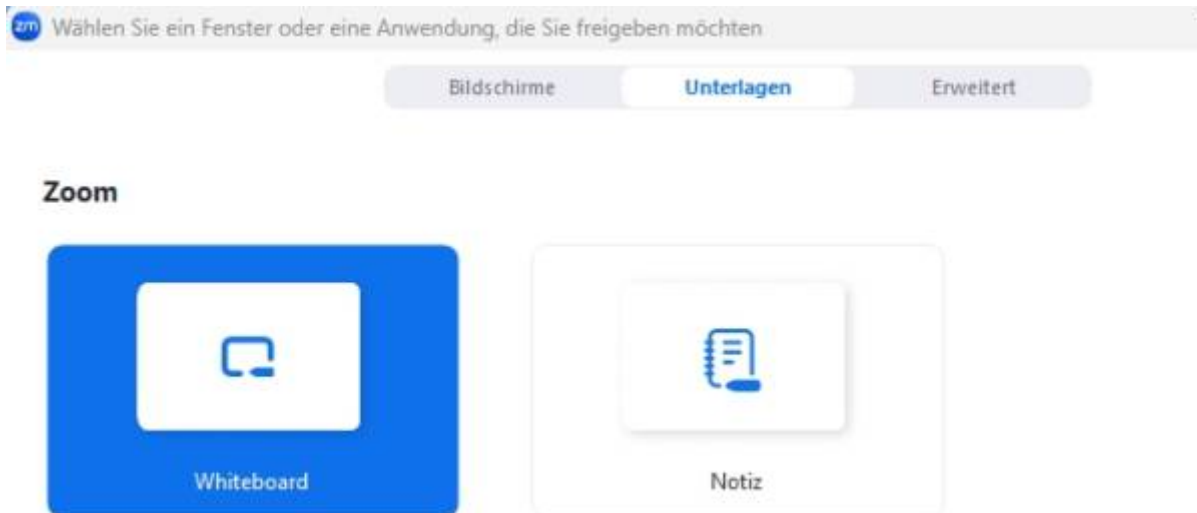 zm Wählen Sie ein Fenster oder eine Anwendung, die Sie freigeben möchten
Bildschirme Unterlagen Erweitert
Zoom
Whiteboard Notiz